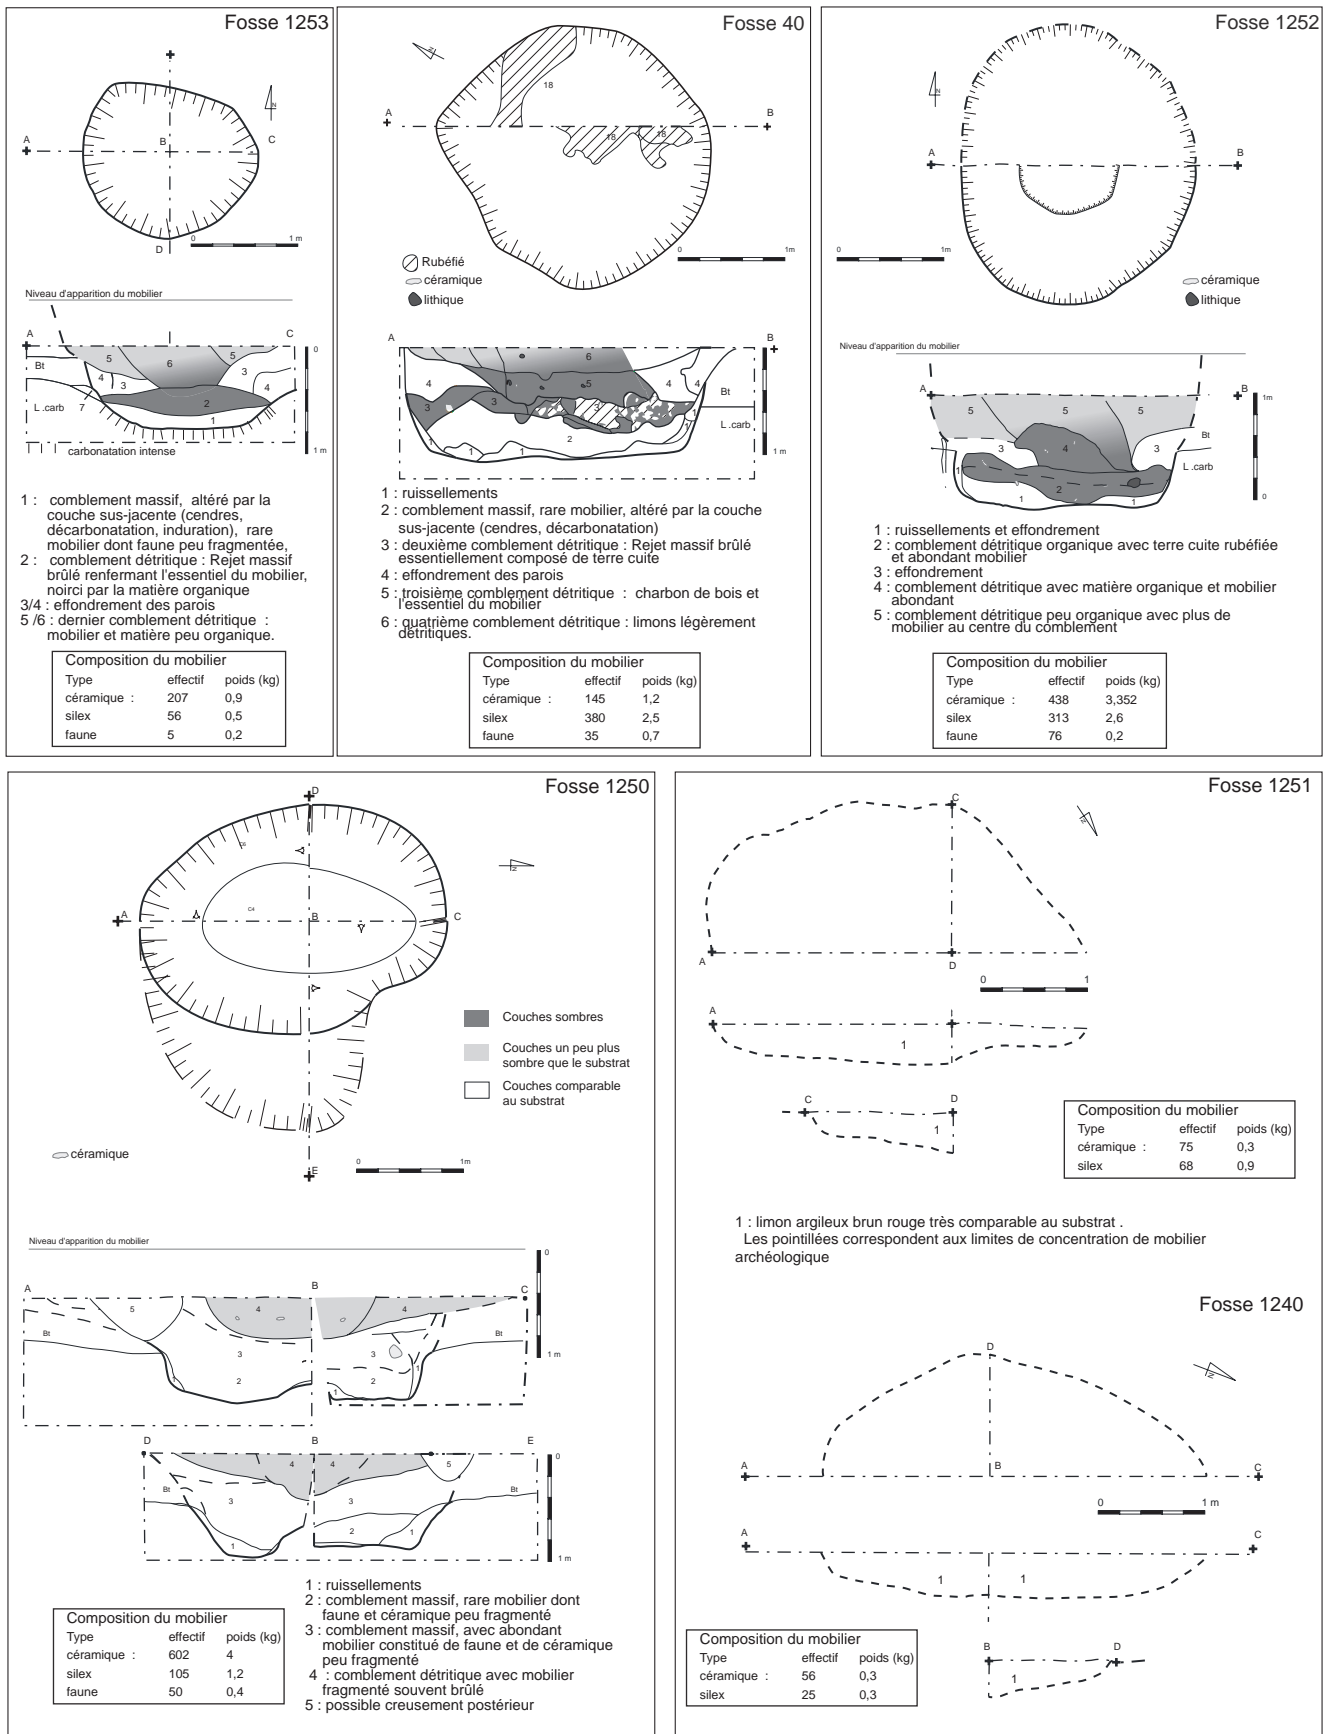 Fosse 1253
N
A
B
C
D
0
1 m
Niveau d'apparition du mobilier
A
C
0
5
6
5
Bt
4
3
3
4
L .carb
7
2
1
carbonatation intense
1 m
1 : comblement massif, altéré par la
couche sus-jacente (cendres,
décarbonatation, induration), rare
mobilier dont faune peu fragmentée,
2 : comblement détritique : Rejet massif
brûlé renfermant l'essentiel du mobilier,
noirci par la matière organique
3/4 : effondrement des parois
5 /6 : dernier comblement détritique :
mobilier et matière peu organique.
Composition du mobilier
Type effectif poids (kg)
céramique : 207 0,9
silex 56 0,5
faune 5 0,2
Fosse 40
N
A
B
18
18
18
0
1m
Rubéfié
céramique
lithique
A
B
6
4
5
4
4
Bt
3
3
3
1
L .carb
2
1
1
1
1 m
1 : ruissellements
2 : comblement massif, rare mobilier, altéré par la couche
sus-jacente (cendres, décarbonatation)
3 : deuxième comblement détritique : Rejet massif brûlé
essentiellement composé de terre cuite
4 : effondrement des parois
5 : troisième comblement détritique : charbon de bois et
l'essentiel du mobilier
6 : quatrième comblement détritique : limons légèrement
détritiques.
Composition du mobilier
Type effectif poids (kg)
céramique : 145 1,2
silex 380 2,5
faune 35 0,7
Fosse 1252
N
A
B
0
1m
céramique
lithique
Niveau d'apparition du mobilier
A
B
1m
5
5
5
3
4
3
Bt
L .carb
1
2
1
1
0
1 : ruissellements et effondrement
2 : comblement détritique organique avec terre cuite rubéfiée
et abondant mobilier
3 : effondrement
4 : comblement détritique avec matière organique et mobilier
abondant
5 : comblement détritique peu organique avec plus de
mobilier au centre du comblement
Composition du mobilier
Type effectif poids (kg)
céramique : 438 3,352
silex 313 2,6
faune 76 0,2
Fosse 1250
D
N
C4
A
B
C
E
Couches sombres
Couches un peu plus
sombre que le substrat
Couches comparable
au substrat
céramique
0
1m
Niveau d'apparition du mobilier
0
A
B
C
5
4
4
Bt
Bt
3
3
1
2
2
1
1
1 m
D
B
E
0
4
4
5
Bt
Bt
3
3
2
1
1
1 m
1 : ruissellements
2 : comblement massif, rare mobilier dont
faune et céramique peu fragmenté
3 : comblement massif, avec abondant
mobilier constitué de faune et de céramique
peu fragmenté
4 : comblement détritique avec mobilier
fragmenté souvent brûlé
5 : possible creusement postérieur
Composition du mobilier
Type effectif poids (kg)
céramique : 602 4
silex 105 1,2
faune 50 0,4
Fosse 1251
C
N
A
D
0
1
A
1
C
D
1
Composition du mobilier
Type effectif poids (kg)
céramique : 75 0,3
silex 68 0,9
1 : limon argileux brun rouge très comparable au substrat .
Les pointillées correspondent aux limites de concentration de mobilier
archéologique
Fosse 1240
D
N
A
B
C
0
1 m
A
C
1
1
B
D
1
Composition du mobilier
Type effectif poids (kg)
céramique : 56 0,3
silex 25 0,3